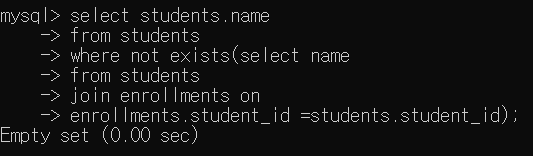 mysql> select students.name
    -> from students
    -> where not exists(select name
    -> from students
    -> join enrollments on
    -> enrollments.student_id =students.student_id);
Empty set (0.00 sec)